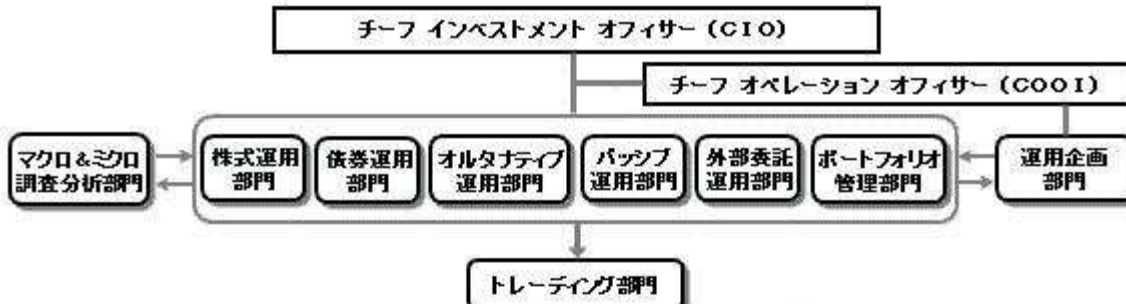 チーフ インベストメント オフィサー (CIO)
チーフ オペレーション オフィサー (COOI)
マクロ&ミクロ
調査分析部門
株式運用
部門
債券運用
部門
オルタナティブ
運用部門
パッシブ
運用部門
外部委託
運用部門
ポートフォリオ
管理部門
運用企画
部門
トレーディング部門